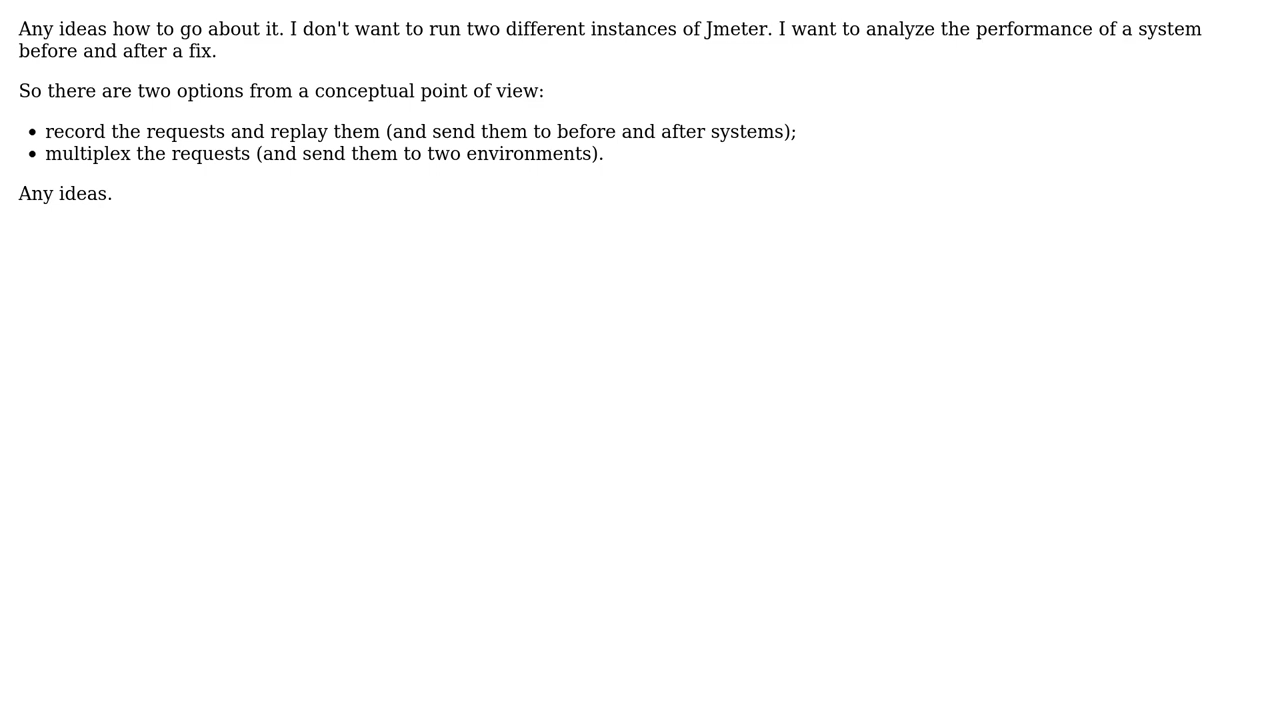 Any ideas how to go about it. I don't want to run two different instances of Jmeter. I want to analyze the performance of a system
before and after a fix.
So there are two options from a conceptual point of view:
• record the requests and replay them (and send them to before and after systems);
• multiplex the requests (and send them to two environments).
Any ideas.